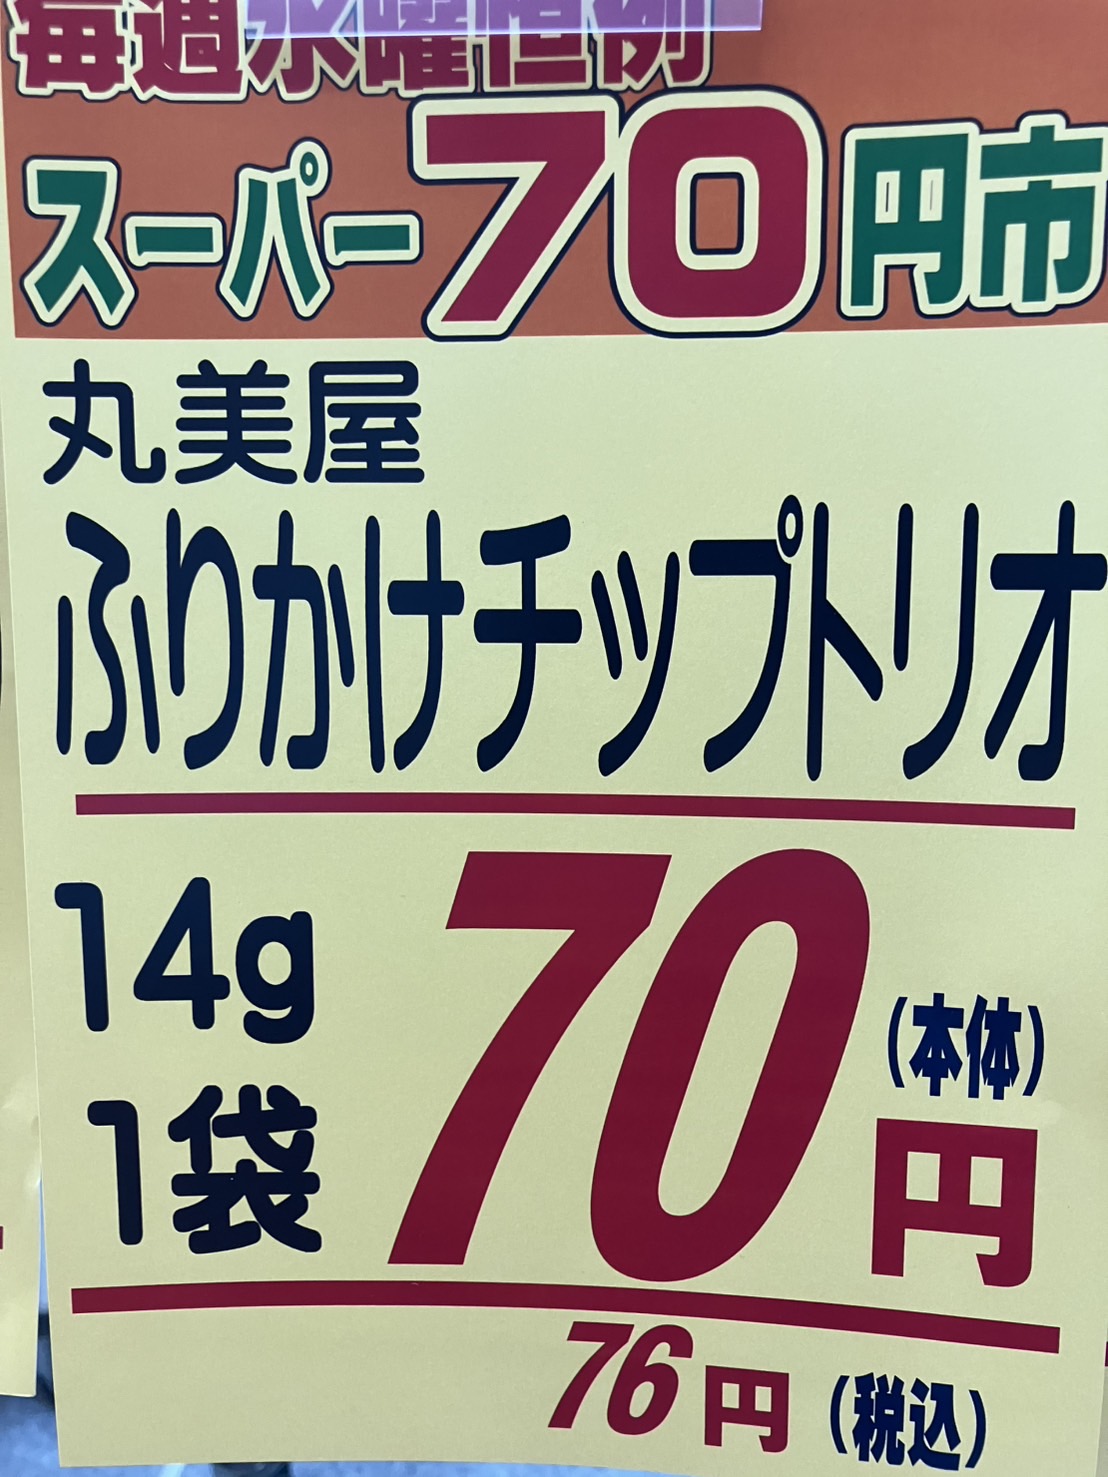 毎週水曜恒例
スーパー70円市
丸美屋
ふりかけチップトリオ
14g
1袋
70円(本体)
76円(税込)